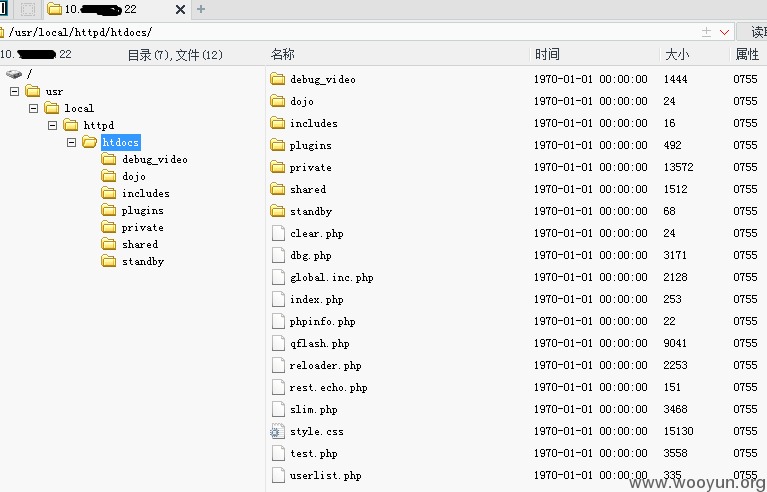 10. 22
/usr/local/httpd/htdocs/ 读取
10. 22 目录(7),文件(12) 名称 时间 大小 属性
/
usr
local
httpd
htdocs
debug_video
dojo
includes
plugins
private
shared
standby
debug_video 1970-01-01 00:00:00 1444 0755
dojo 1970-01-01 00:00:00 24 0755
includes 1970-01-01 00:00:00 16 0755
plugins 1970-01-01 00:00:00 492 0755
private 1970-01-01 00:00:00 13572 0755
shared 1970-01-01 00:00:00 1512 0755
standby 1970-01-01 00:00:00 68 0755
clear.php 1970-01-01 00:00:00 24 0755
dbg.php 1970-01-01 00:00:00 3171 0755
global.inc.php 1970-01-01 00:00:00 2128 0755
index.php 1970-01-01 00:00:00 253 0755
phpinfo.php 1970-01-01 00:00:00 22 0755
qflash.php 1970-01-01 00:00:00 9041 0755
reloader.php 1970-01-01 00:00:00 2253 0755
rest.echo.php 1970-01-01 00:00:00 151 0755
slim.php 1970-01-01 00:00:00 3468 0755
style.css 1970-01-01 00:00:00 15130 0755
test.php 1970-01-01 00:00:00 3558 0755
userlist.php 1970-01-01 00:00:00 335 0755
www.wooyun.org